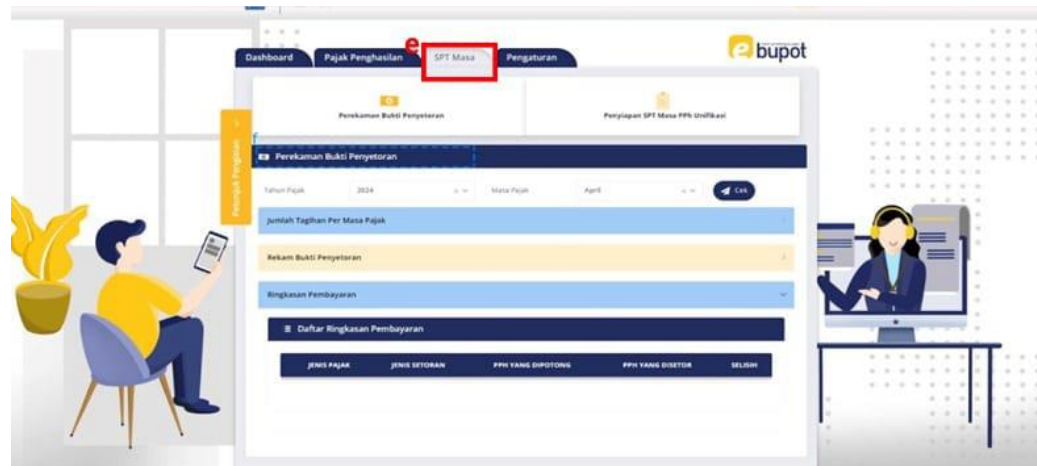 e
Dashboard Pajak Penghasilan SPT Masa Pengaturan
e bupot
Perekaman Bukti Penyetoran
Penyiapan SPT Masa PPh Unifikasi
Petunjuk Pengisian
f
Perekaman Bukti Penyetoran
Tahun Pajak 2024 Masa Pajak April Cek
Jumlah Tagihan Per Masa Pajak
Rekam Bukti Penyetoran
Ringkasan Pembayaran
Daftar Ringkasan Pembayaran
JENIS PAJAK JENIS SETORAN PPH YANG DIPOTONG PPH YANG DISETOR SELISIH